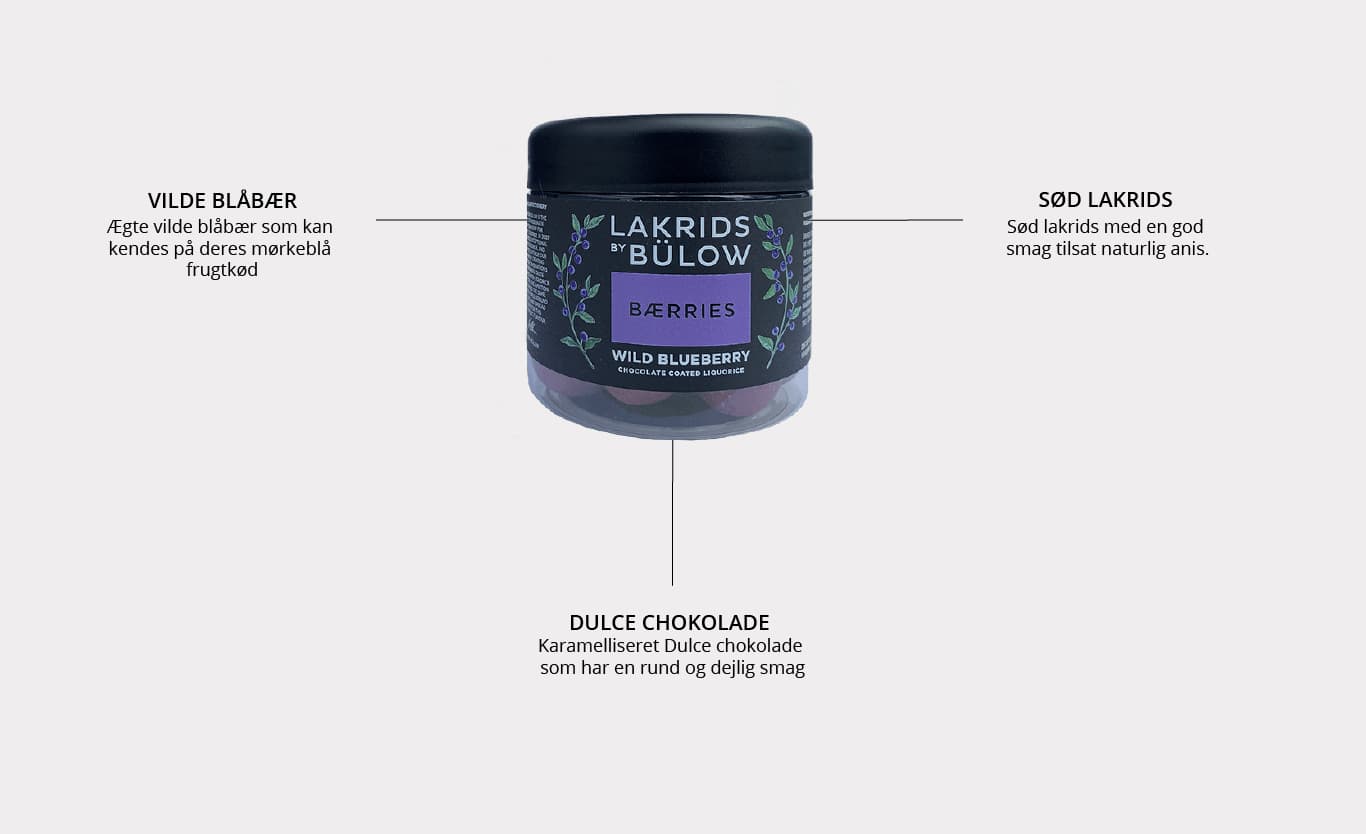 VILDE BLÅBÆR
Ægte vilde blåbær som kan
kendes på deres mørkeblå
frugtkød
LAKRIDS
BY BÜLOW
BÆRRIES
WILD BLUEBERRY
CHOCOLATE COATED LIQUORICE
SØD LAKRIDS
Sød lakrids med en god
smag tilsat naturlig anis.
DULCE CHOKOLADE
Karamelliseret Dulce chokolade
som har en rund og dejlig smag